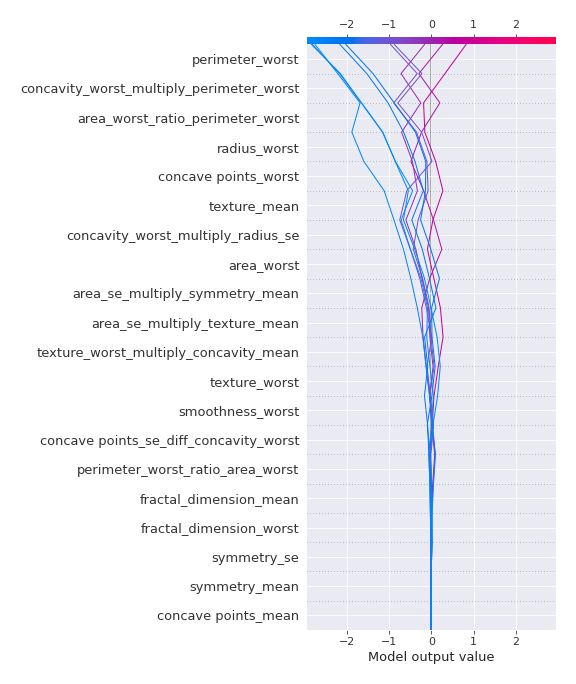 −2 −1 0 1 2
perimeter_worst
concavity_worst_multiply_perimeter_worst
area_worst_ratio_perimeter_worst
radius_worst
concave points_worst
texture_mean
concavity_worst_multiply_radius_se
area_worst
area_se_multiply_symmetry_mean
area_se_multiply_texture_mean
texture_worst_multiply_concavity_mean
texture_worst
smoothness_worst
concave points_se_diff_concavity_worst
perimeter_worst_ratio_area_worst
fractal_dimension_mean
fractal_dimension_worst
symmetry_se
symmetry_mean
concave points_mean
−2 −1 0 1 2
Model output value